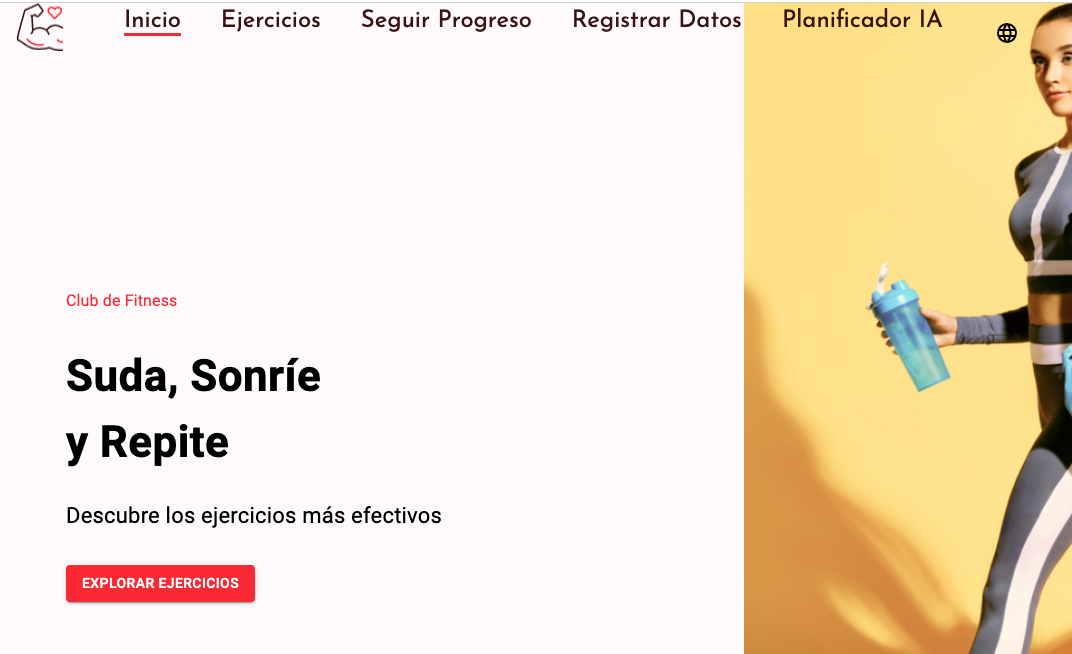 Inicio Ejercicios Seguir Progreso Registrar Datos Planificador IA
Club de Fitness
Suda, Sonríe
y Repite
Descubre los ejercicios más efectivos
EXPLORAR EJERCICIOS